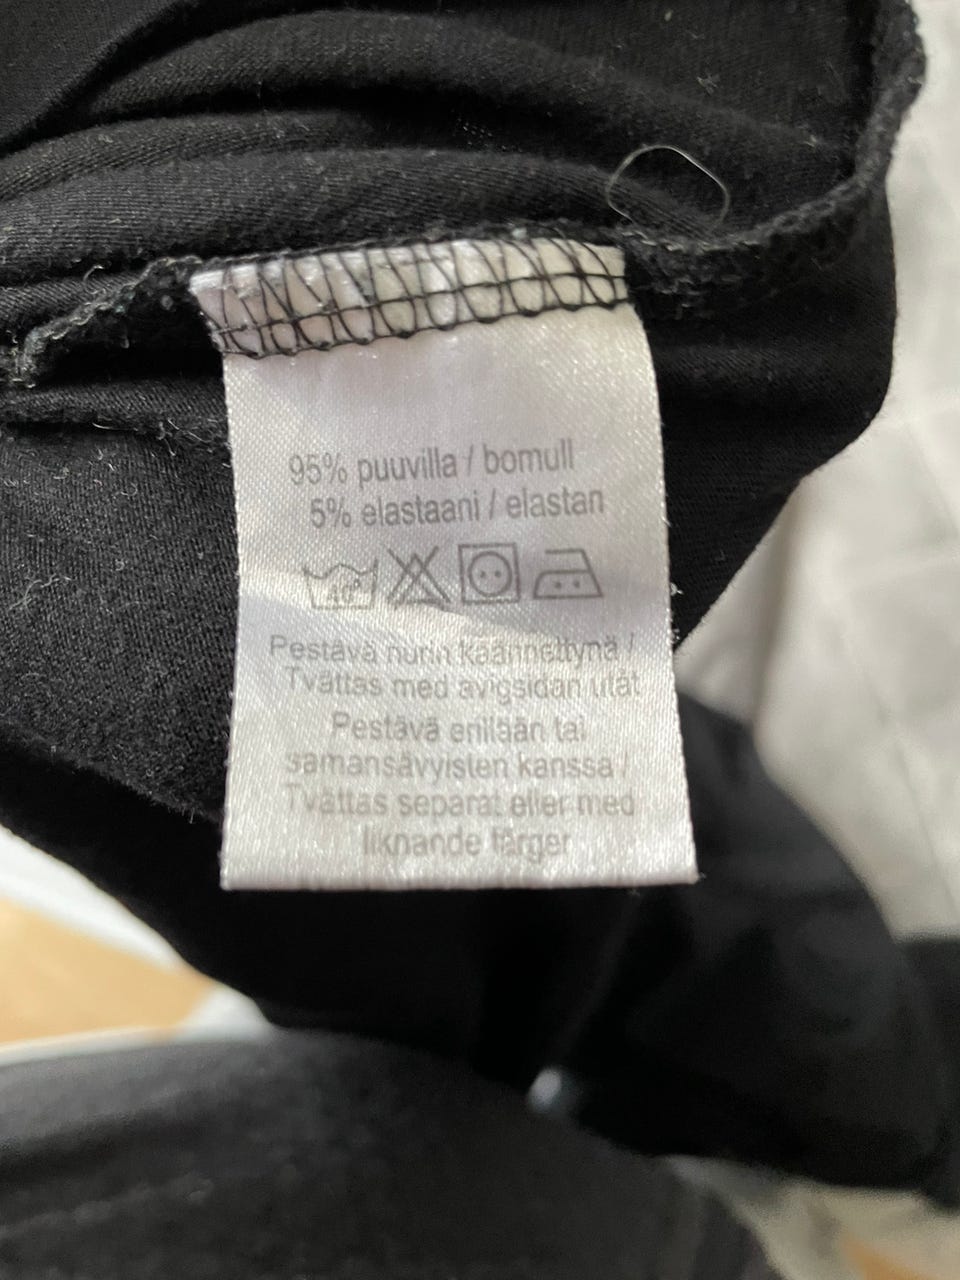 95% puuvilla / bomull
5% elastaani / elastan
40°
Pestävä nurin käännettynä /
Tvättas med avigsidan utåt
Pestävä erillään tai
samansävyisten kanssa /
Tvättas separat eller med
liknande färger